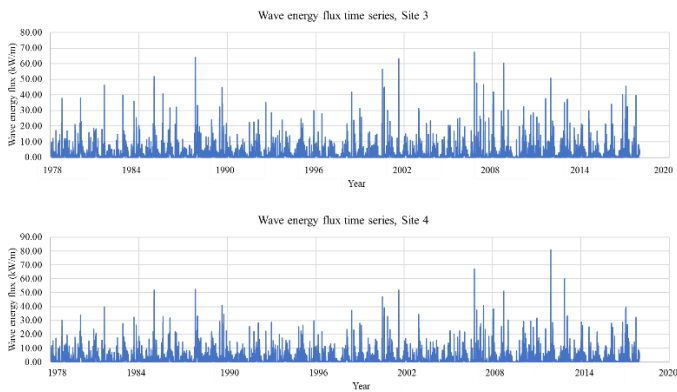 Wave energy flux time series, Site 3
Wave energy flux (kW/m)
80.00
70.00
60.00
50.00
40.00
30.00
20.00
10.00
0.00
1978 1984 1990 1996 2002 2008 2014 2020
Year
Wave energy flux time series, Site 4
Wave energy flux (kW/m)
90.00
80.00
70.00
60.00
50.00
40.00
30.00
20.00
10.00
0.00
1978 1984 1990 1996 2002 2008 2014 2020
Year